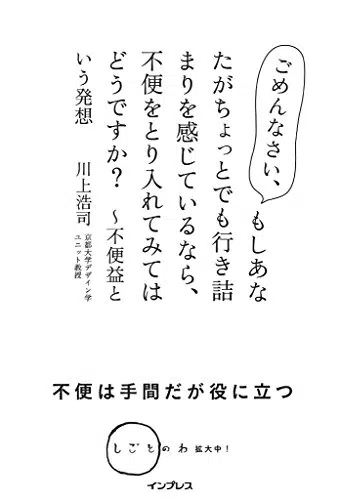 ごめんなさい、もしあな
たがちょっとでも行き詰
まりを感じているなら、
不便をとり入れてみては
どうですか？ ～不便益と
いう発想 川上浩司
京都大学デザイン学
ユニット教授
不便は手間だが役に立つ
しごとのわ 拡大中！
インプレス